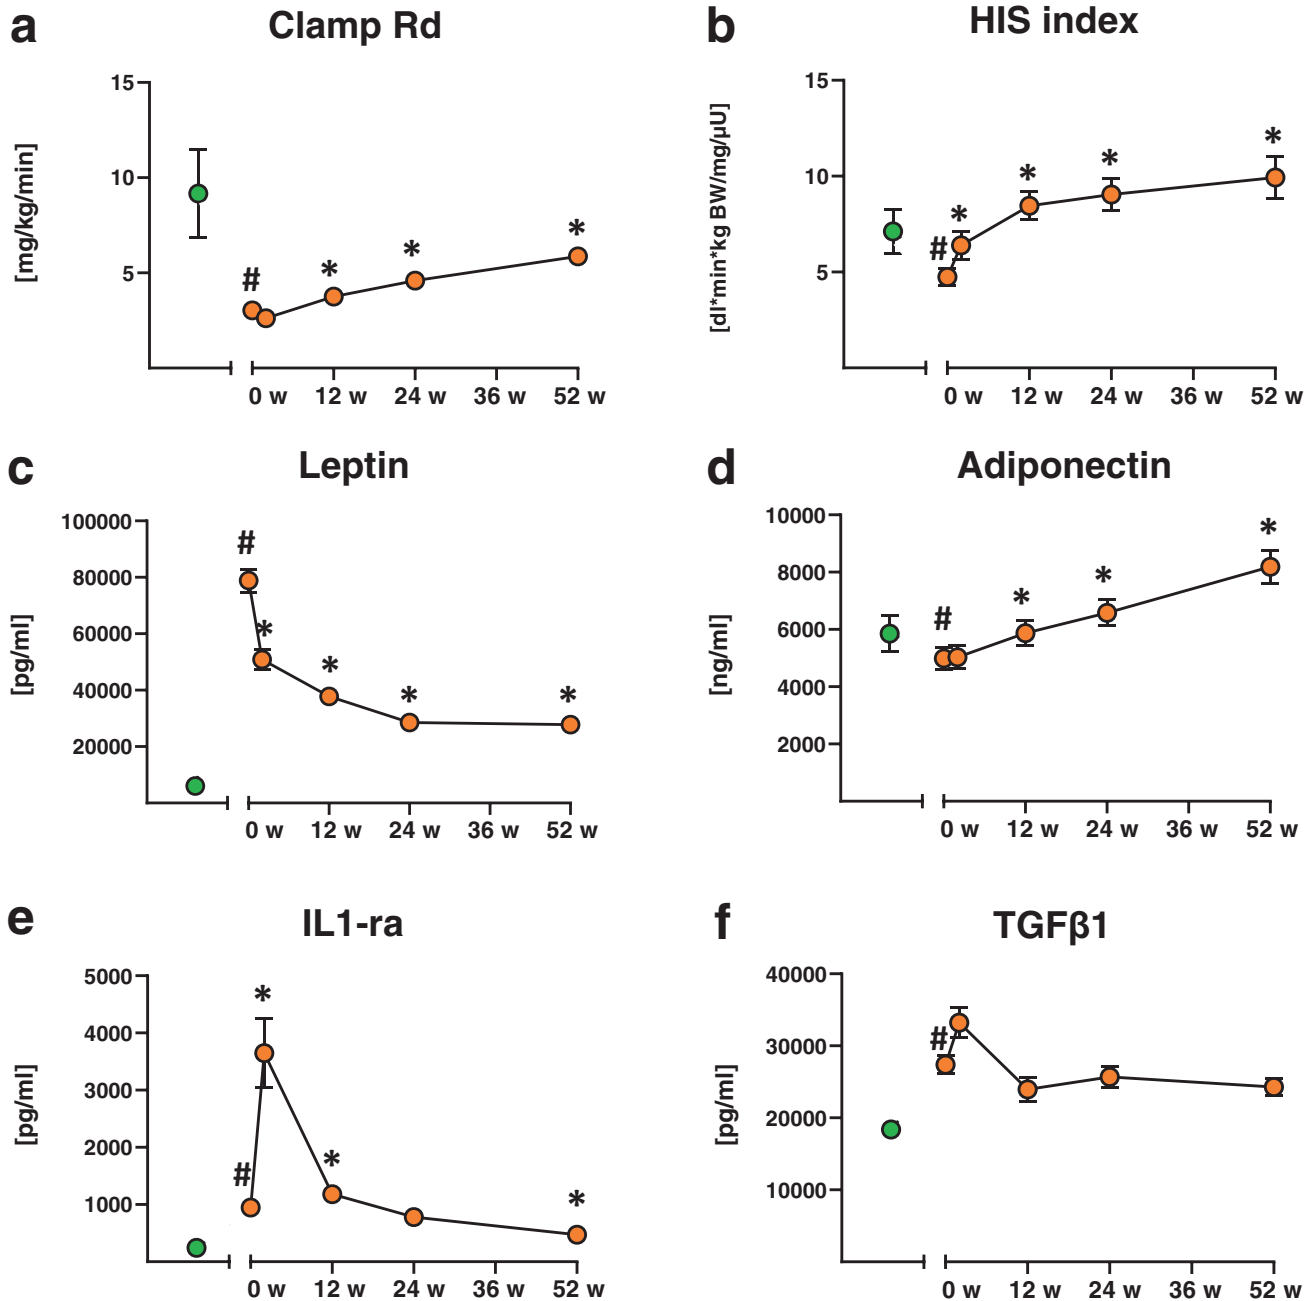 a Clamp Rd
[mg/kg/min]
15
10
5
#
*
*
*
0 w 12 w 24 w 36 w 52 w
b HIS index
[dl*min*kg BW/mg/µU]
15
10
5
#
*
*
*
*
0 w 12 w 24 w 36 w 52 w
c Leptin
[pg/ml]
100000
80000
60000
40000
20000
#
*
*
*
*
0 w 12 w 24 w 36 w 52 w
d Adiponectin
[ng/ml]
10000
8000
6000
4000
2000
#
*
*
*
0 w 12 w 24 w 36 w 52 w
e IL1-ra
[pg/ml]
5000
4000
3000
2000
1000
#
*
*
*
0 w 12 w 24 w 36 w 52 w
f TGFβ1
[pg/ml]
40000
30000
20000
10000
#
0 w 12 w 24 w 36 w 52 w